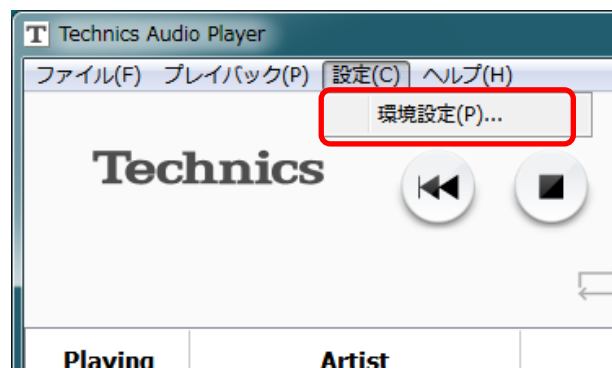 T Technics Audio Player
ファイル(F) プレイバック(P) 設定(C) ヘルプ(H)
環境設定(P)...
Technics
Playing Artist